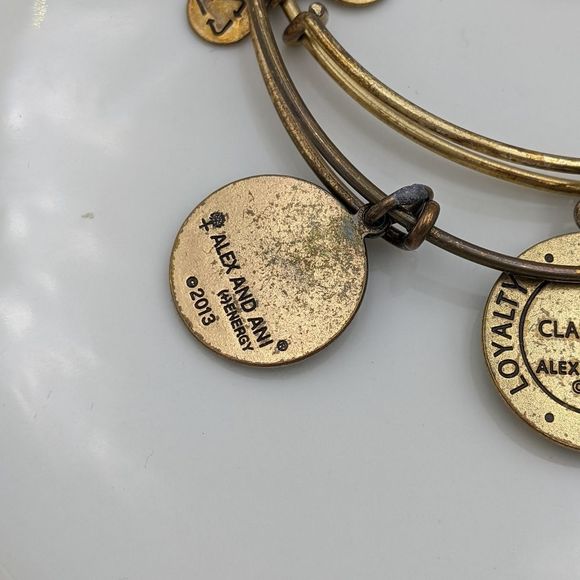 ALEX AND ANI
(+)ENERGY
©2013
LOYALTY
CLA
ALEX
©